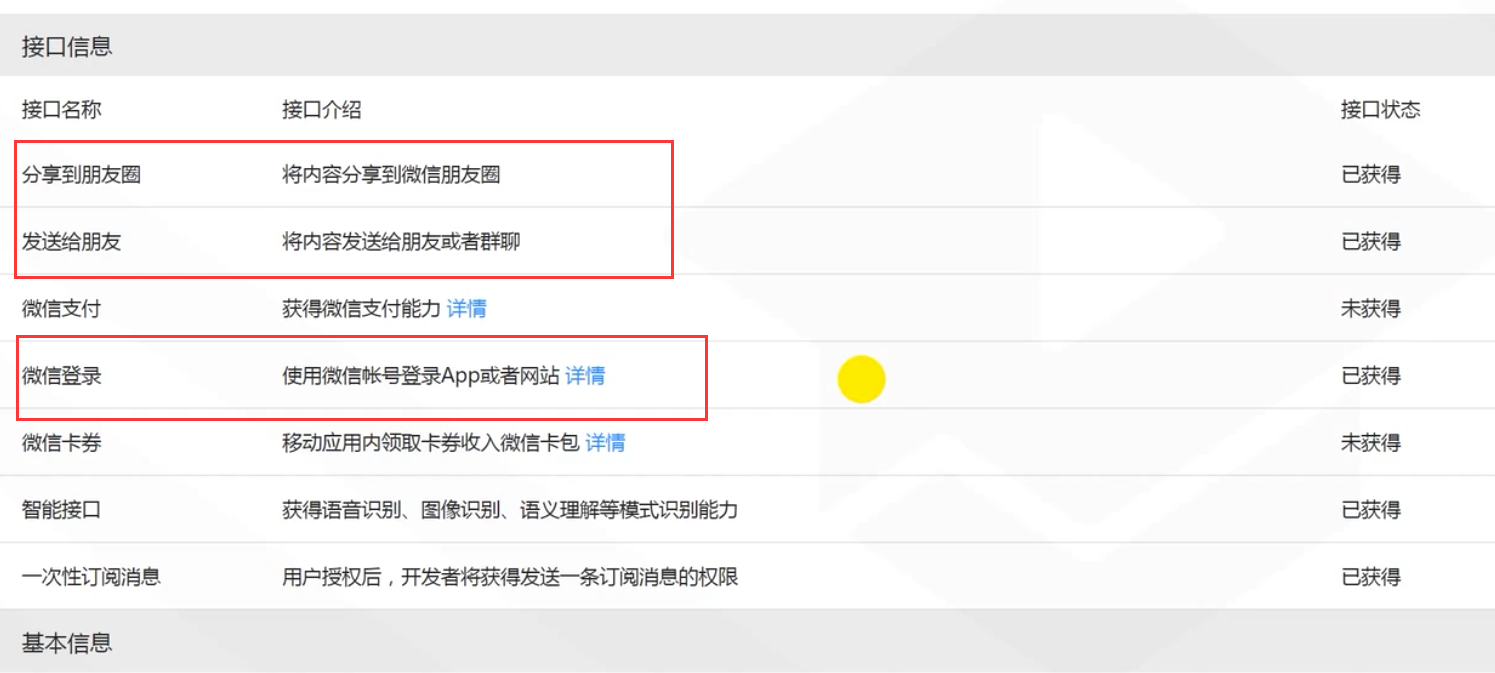 接口信息
接口名称 接口介绍 接口状态
分享到朋友圈 将内容分享到微信朋友圈 已获得
发送给朋友 将内容发送给朋友或者群聊 已获得
微信支付 获得微信支付能力 详情 未获得
微信登录 使用微信帐号登录App或者网站 详情 已获得
微信卡券 移动应用内领取卡券收入微信卡包 详情 未获得
智能接口 获得语音识别、图像识别、语义理解等模式识别能力 已获得
一次性订阅消息 用户授权后，开发者将获得发送一条订阅消息的权限 已获得
基本信息